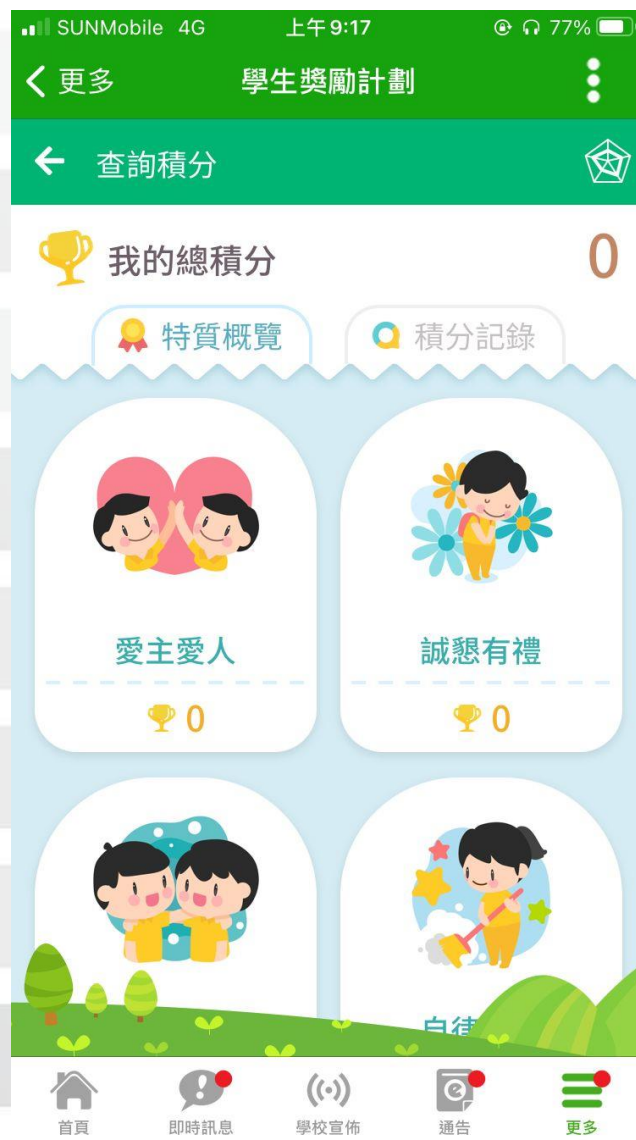 SUNMobile 4G 上午9:17 77%
更多 學生獎勵計劃
查詢積分
我的總積分 0
特質概覽 積分記錄
愛主愛人 誠懇有禮
0 0
自律
首頁 即時訊息 學校宣佈 通告 更多